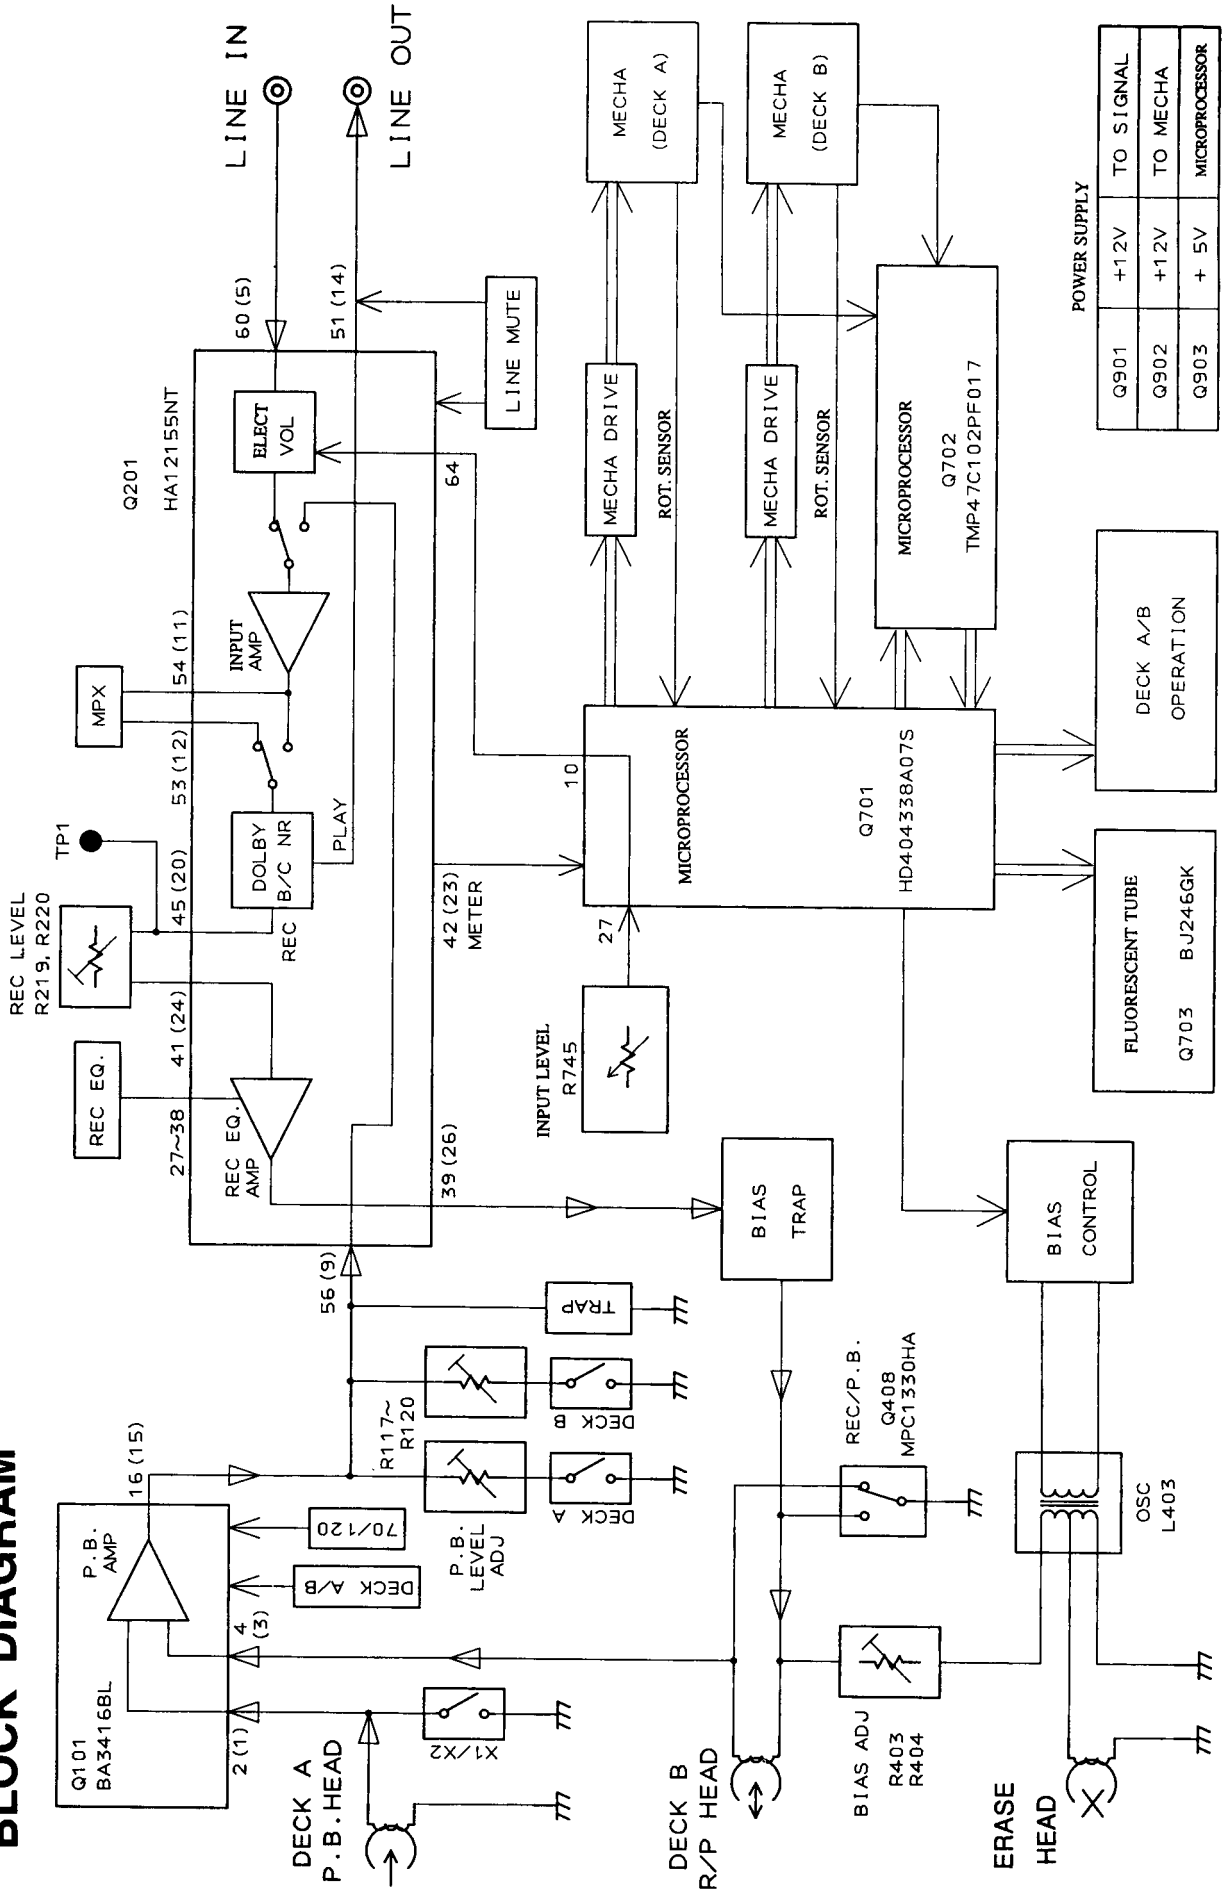 BLOCK DIAGRAM
Q101
BA3416BL
P.B.
AMP
16 (15)
2 (1)
4
(3)
DECK A/B
70/120
DECK A
P.B. HEAD
X1/X2
P.B.
LEVEL
ADJ
R117~
R120
DECK A
DECK B
TRAP
56 (9)
DECK B
R/P HEAD
BIAS ADJ
R403
R404
REC/P.B.
Q408
MPC1330HA
ERASE
HEAD
OSC
L403
BIAS
TRAP
BIAS
CONTROL
REC EQ.
27~38
REC LEVEL
R219, R220
41 (24)
45 (20)
TP1
MPX
53 (12)
54 (11)
Q201
HA12155NT
REC EQ.
AMP
REC
DOLBY
B/C NR
PLAY
INPUT
AMP
ELECT
VOL
39 (26)
42 (23)
METER
64
60 (5)
51 (14)
LINE IN
LINE OUT
LINE MUTE
INPUT LEVEL
R745
27
10
MICROPROCESSOR
Q701
HD404338A07S
MECHA DRIVE
ROT. SENSOR
MECHA
(DECK A)
MECHA DRIVE
ROT. SENSOR
MECHA
(DECK B)
MICROPROCESSOR
Q702
TMP47C102PF017
FLUORESCENT TUBE
Q703 BJ246GK
DECK A/B
OPERATION
POWER SUPPLY
Q901 +12V TO SIGNAL
Q902 +12V TO MECHA
Q903 + 5V MICROPROCESSOR